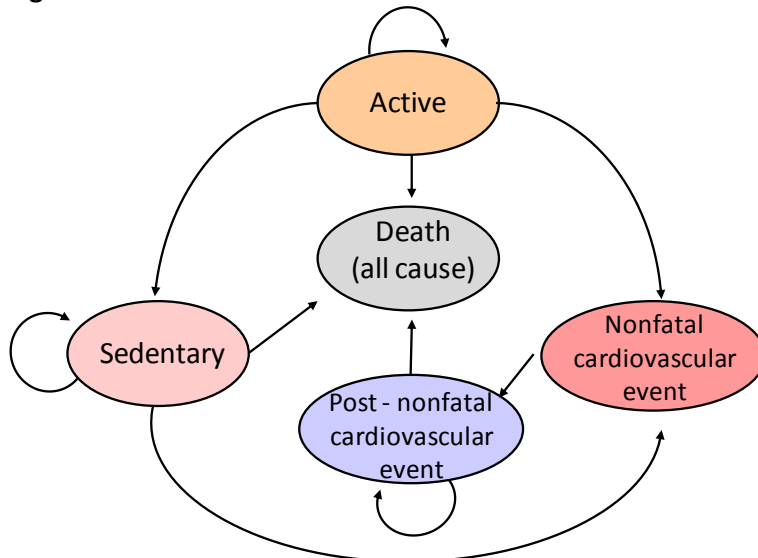 Active
Death
(all cause)
Sedentary
Nonfatal
cardiovascular
event
Post - nonfatal
cardiovascular
event